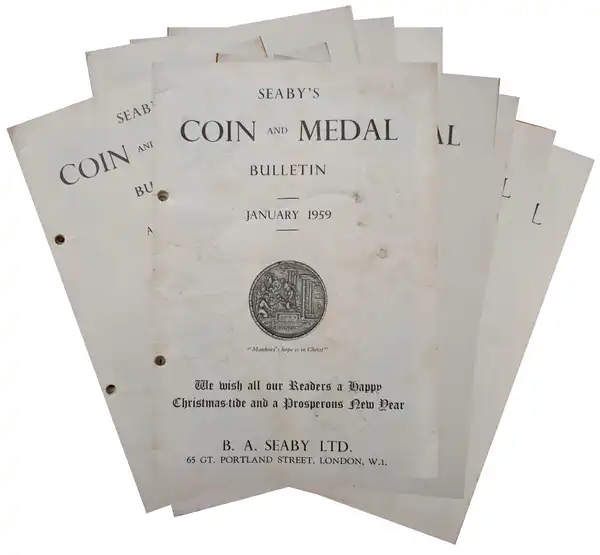 SEABY'S
COIN AND MEDAL
BULLETIN
JANUARY 1959
"Mankind's hope is in Christ"
We wish all our Readers a Happy
Christmas-tide and a Prosperous New Year
B. A. SEABY LTD.
65 GT. PORTLAND STREET, LONDON, W.1.
SEABY
COIN AND
BU
A
AL
L
L